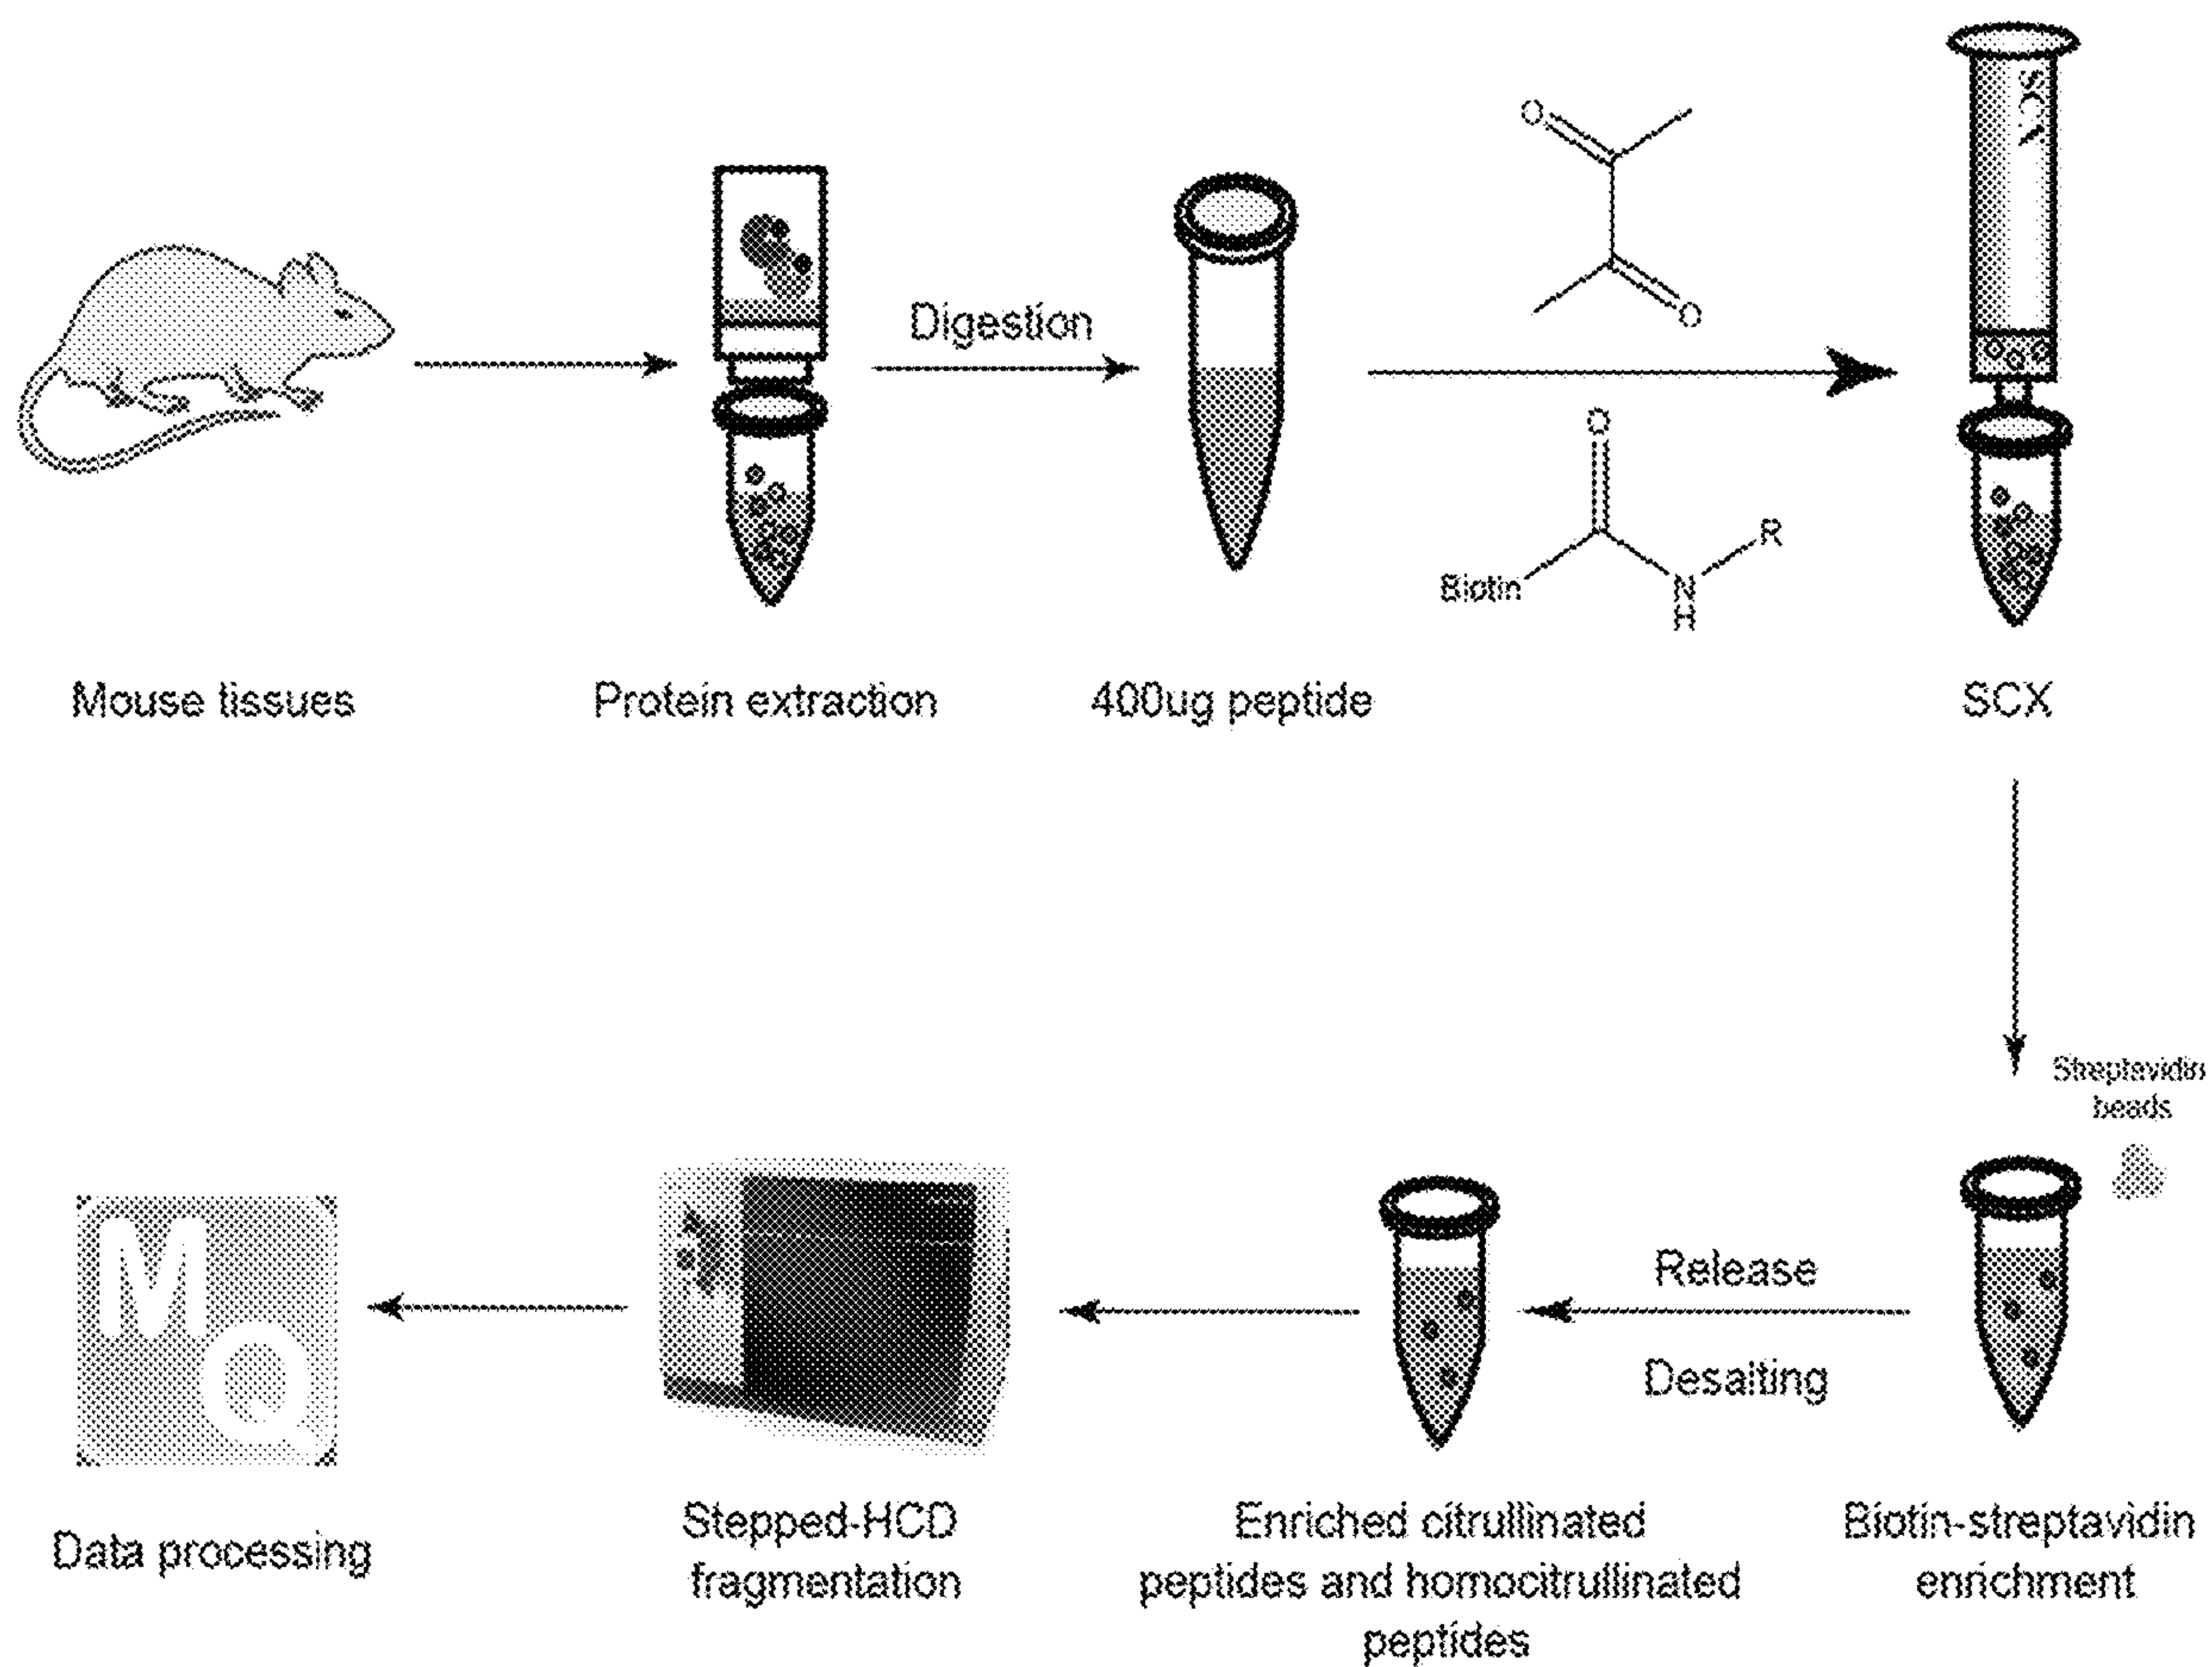 SCX
O
Digestion
O
O
Biotin
N
H
R
Mouse tissues
Protein extraction
400ug peptide
SCX
Streptavidin
beads
M
Q
Release
Desalting
Data processing
Stepped-HCD
fragmentation
Enriched citrullinated
peptides and homocitrullinated
peptides
Biotin-streptavidin
enrichment